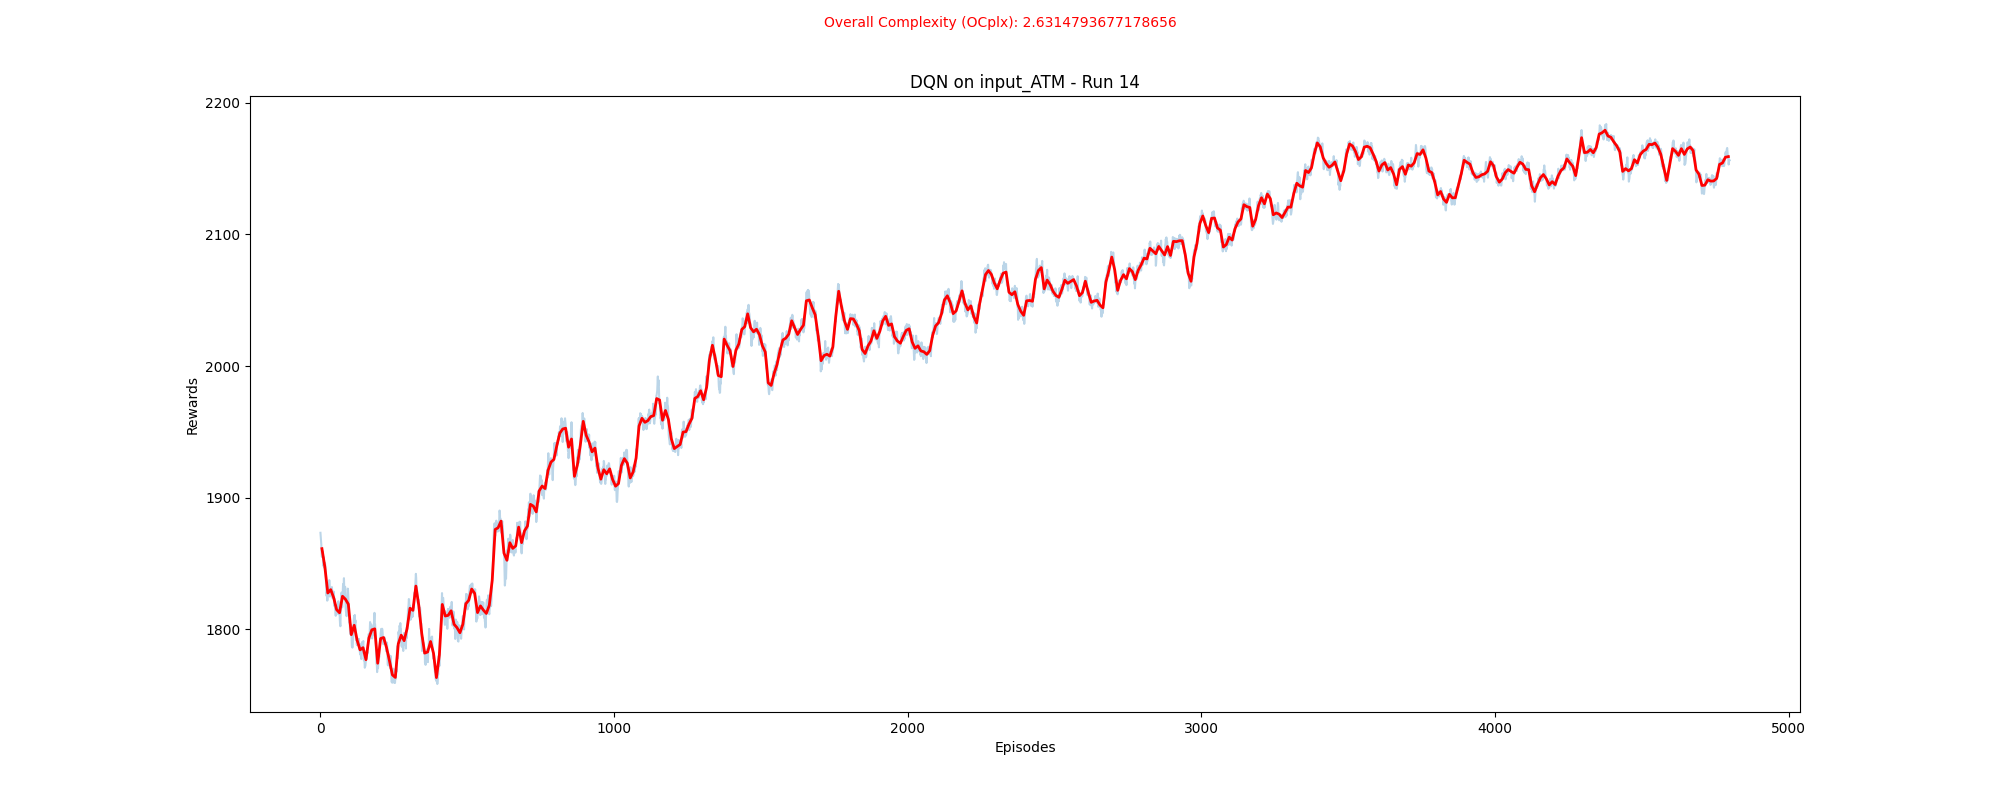 Overall Complexity (OCplx): 2.6314793677178656
DQN on input_ATM - Run 14
2200
2100
2000
1900
1800
Rewards
0 1000 2000 3000 4000 5000
Episodes